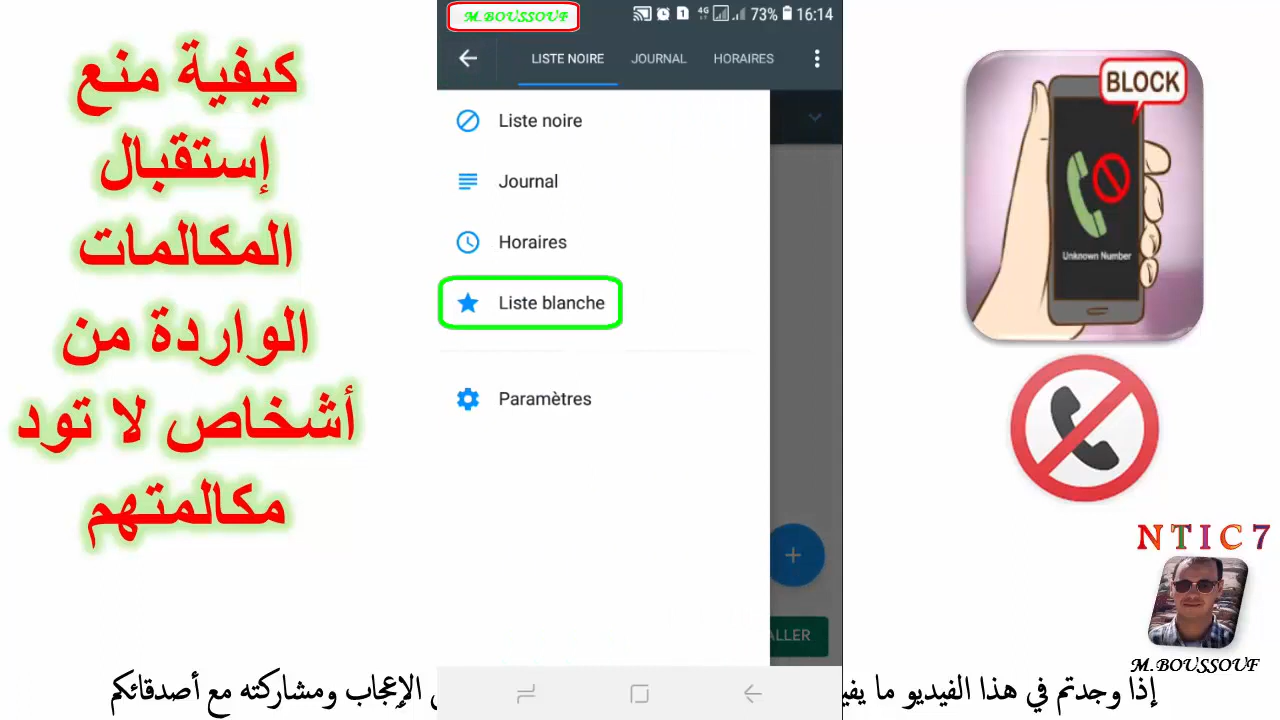 كيفية منع
إستقبال
المكالمات
الواردة من
أشخاص لا تود
مكالمتهم
M.BOUSSOUF
4G 73% 16:14
LISTE NOIRE JOURNAL HORAIRES
Liste noire
Journal
Horaires
Liste blanche
Paramètres
ALLER
BLOCK
Unknown Number
NTIC7
M.BOUSSOUF
إذا وجدتم في هذا الفيديو ما
الإعجاب ومشاركته مع أصدقائكم